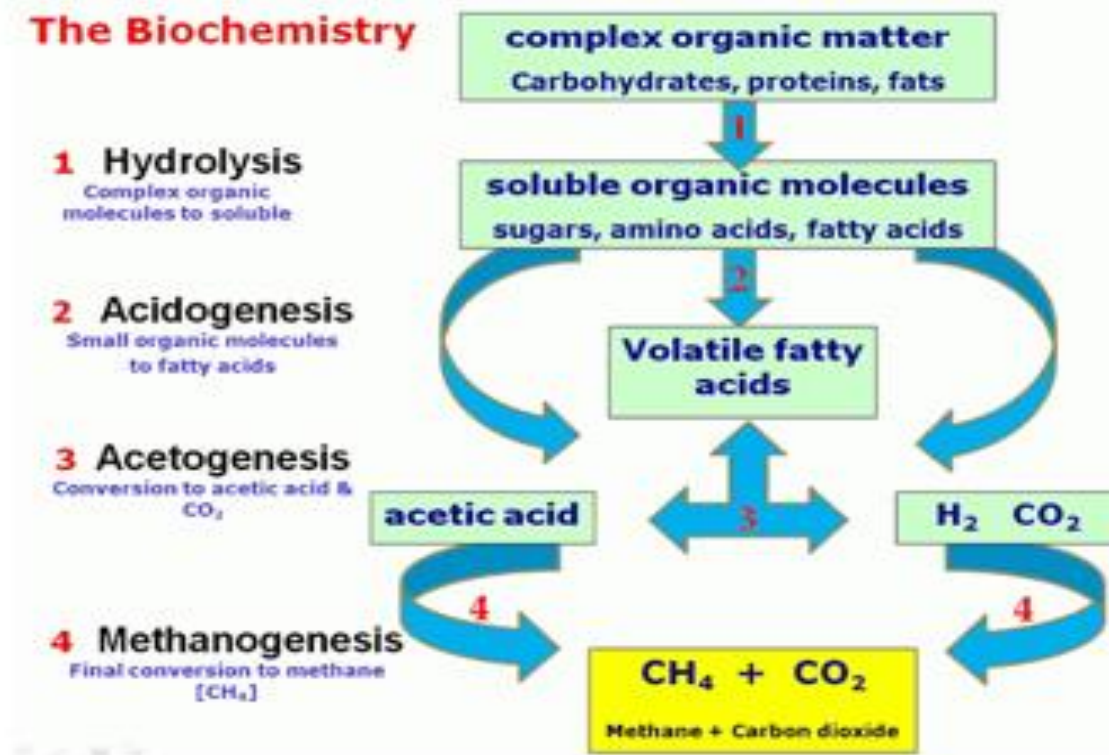 The Biochemistry
complex organic matter
Carbohydrates, proteins, fats
1
1 Hydrolysis
Complex organic
molecules to soluble
soluble organic molecules
sugars, amino acids, fatty acids
2
2 Acidogenesis
Small organic molecules
to fatty acids
Volatile fatty
acids
3 Acetogenesis
Conversion to acetic acid &
CO₂
acetic acid
3
H₂ CO₂
4
4
4 Methanogenesis
Final conversion to methane
[CH₄]
CH₄ + CO₂
Methane + Carbon dioxide